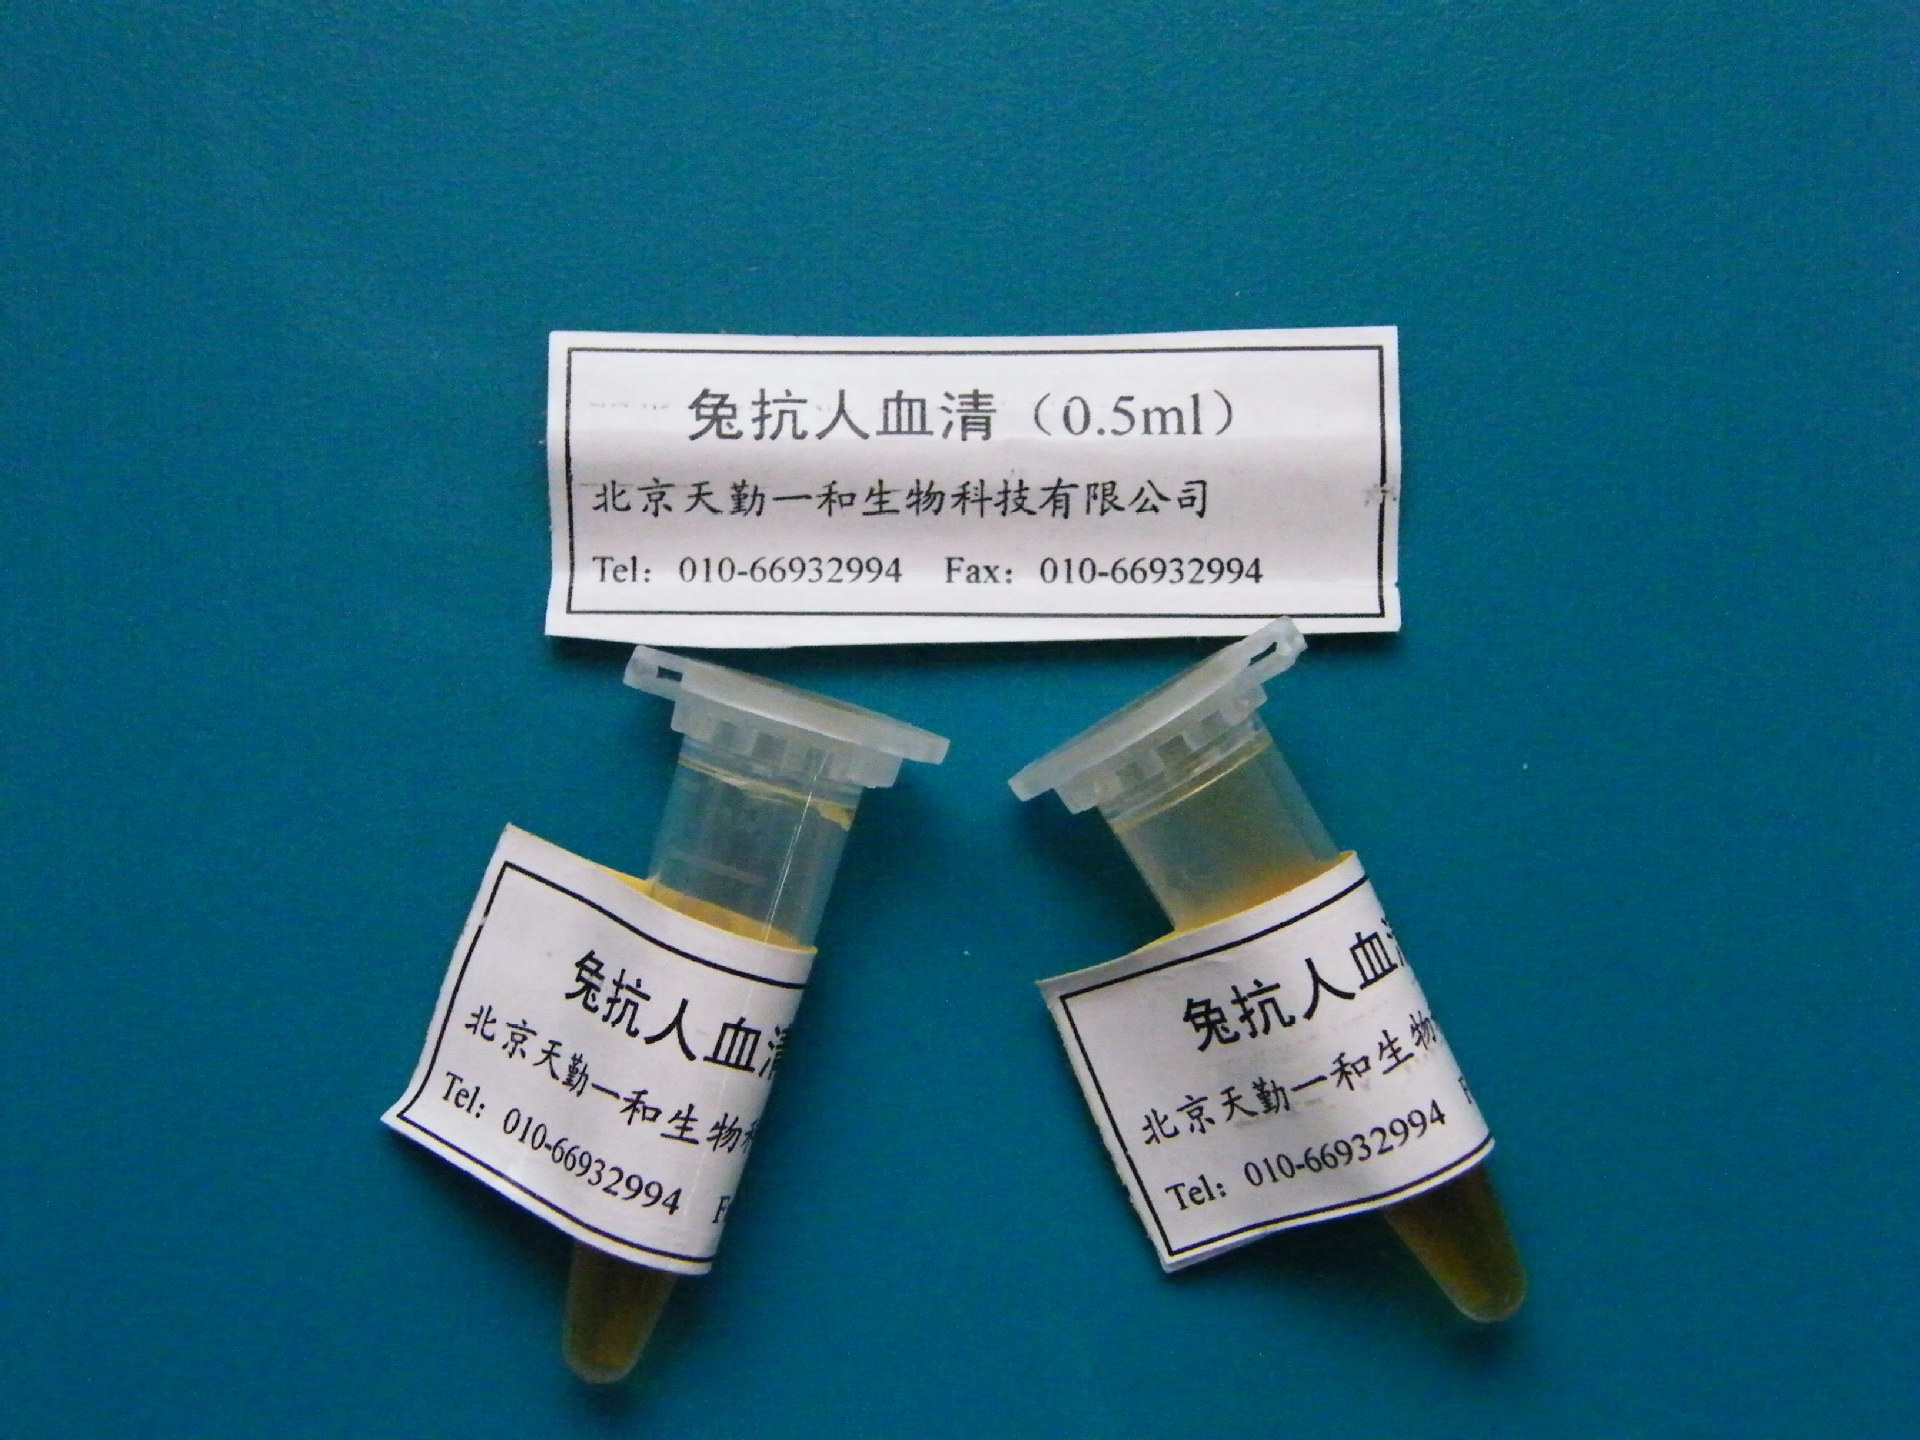 兔抗人血清（0.5ml）
北京天勤一和生物科技有限公司
Tel：010-66932994 Fax：010-66932994
兔抗人血清
北京天勤一和生物科
Tel：010-66932994 F
兔抗人血清
北京天勤一和生物
Tel：010-66932994 F